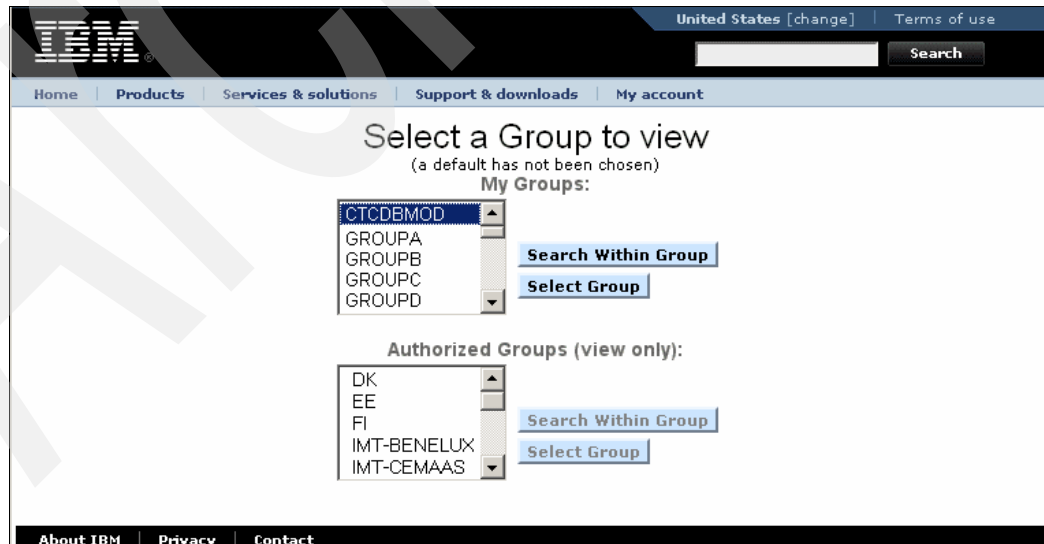 United States [change] | Terms of use
IBM®
Search
Home | Products | Services & solutions | Support & downloads | My account
Select a Group to view
(a default has not been chosen)
My Groups:
CTCDBMOD
GROUPA
GROUPB
GROUPC
GROUPD
Search Within Group
Select Group
Authorized Groups (view only):
DK
EE
FI
IMT-BENELUX
IMT-CEMAAS
Search Within Group
Select Group
About IBM | Privacy | Contact